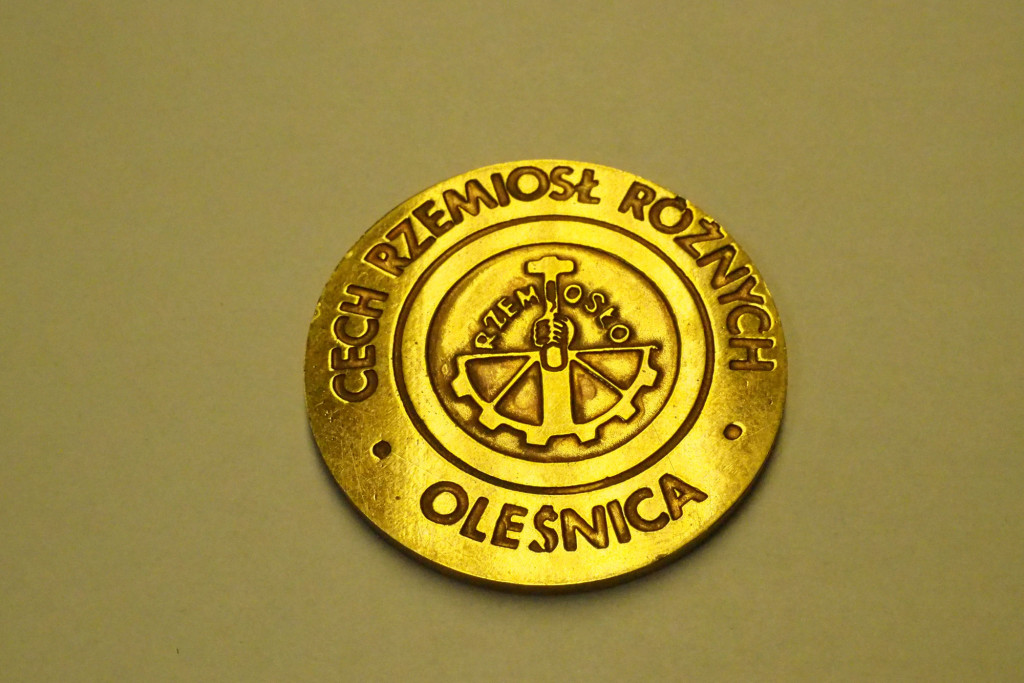 CECH RZEMIOSŁ RÓŻNYCH
RZEMIOSŁO
OLEŚNICA